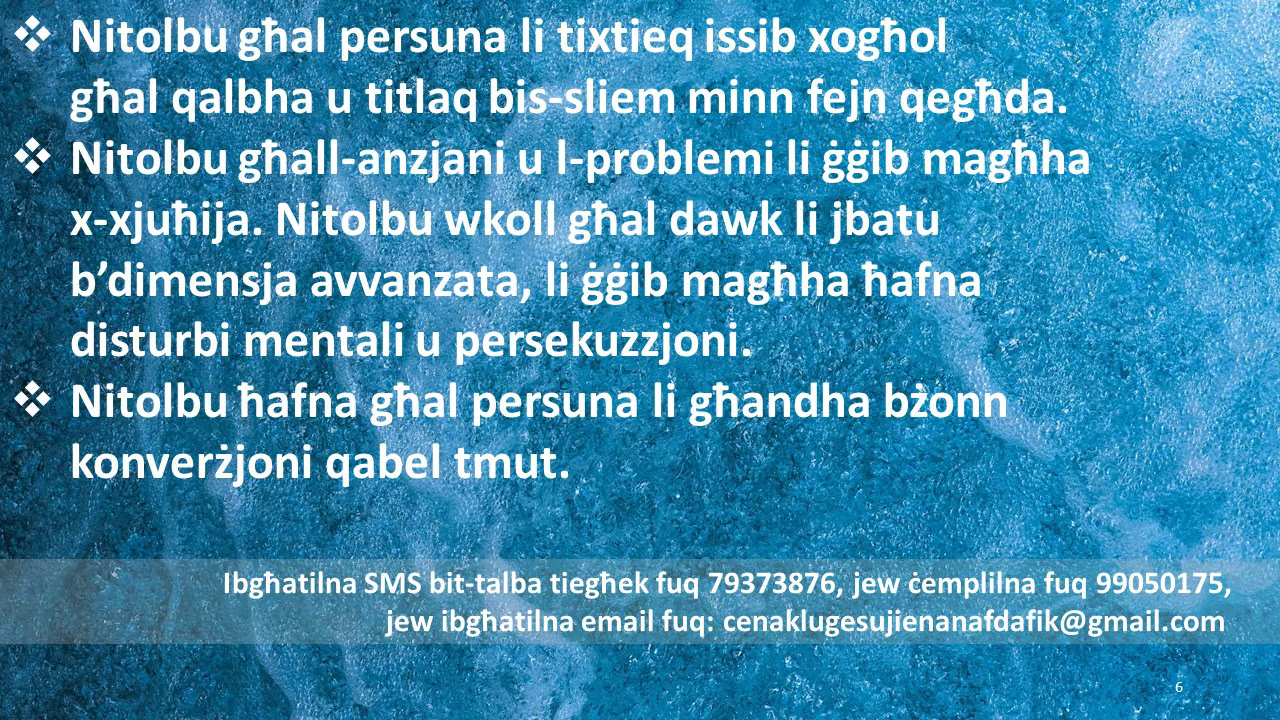 ❖ Nitolbu għal persuna li tixtieq issib xogħol
għal qalbha u titlaq bis-sliem minn fejn qegħda.
❖ Nitolbu għall-anzjani u l-problemi li ġġib magħha
x-xjuħija. Nitolbu wkoll għal dawk li jbatu
b’dimensja avvanzata, li ġġib magħha ħafna
disturbi mentali u persekuzzjoni.
❖ Nitolbu ħafna għal persuna li għandha bżonn
konverżjoni qabel tmut.
Ibgħatilna SMS bit-talba tiegħek fuq 79373876, jew ċemplilna fuq 99050175,
jew ibgħatilna email fuq: cenaklugesujienanafdafik@gmail.com
6